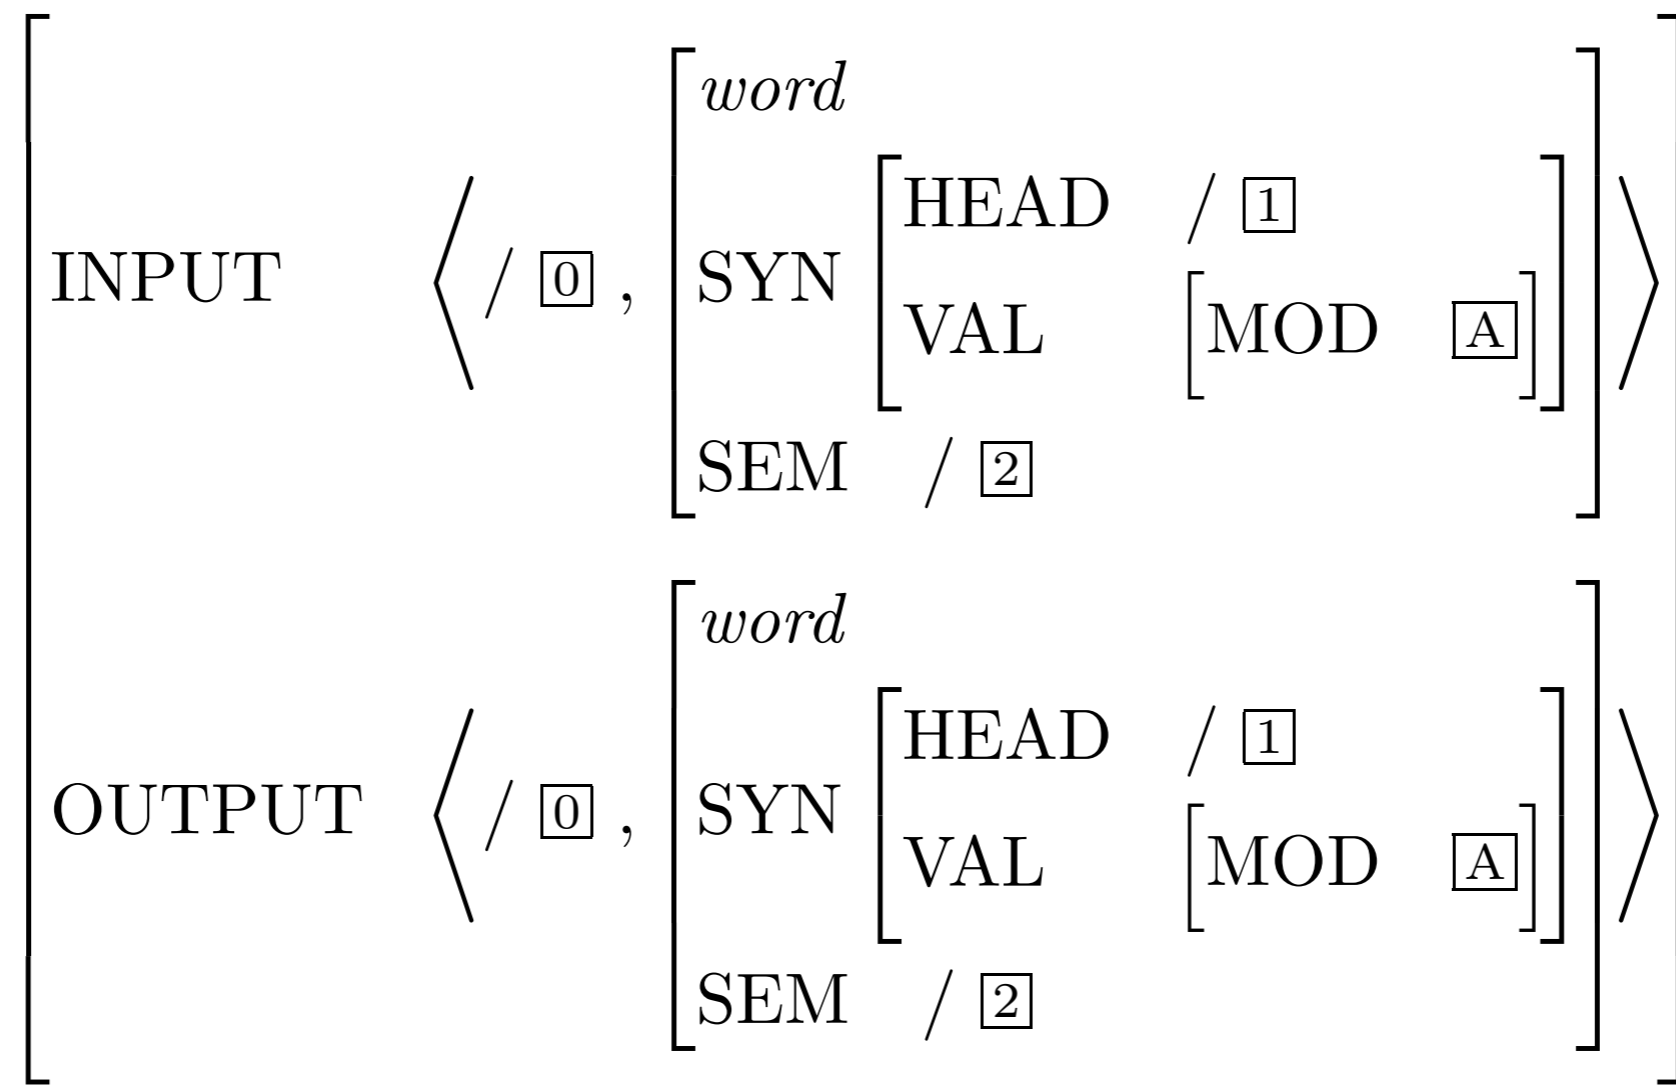 word
HEAD / 1
INPUT ⟨ / 0 , SYN
VAL [MOD A]
SEM / 2
word
HEAD / 1
OUTPUT ⟨ / 0 , SYN
VAL [MOD A]
SEM / 2